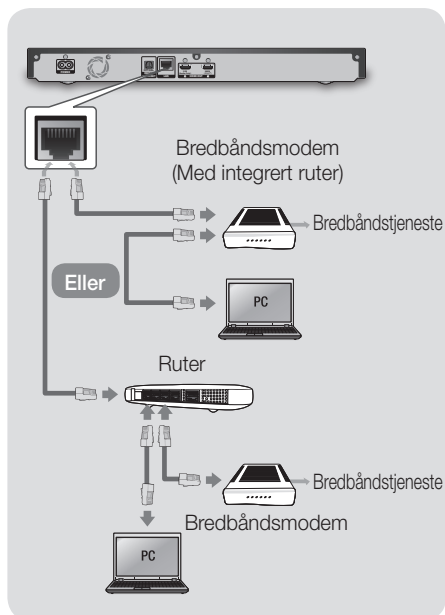 Bredbåndsmodem
(Med integrert ruter)
Bredbåndstjeneste
Eller
PC
Ruter
Bredbåndstjeneste
Bredbåndsmodem
PC